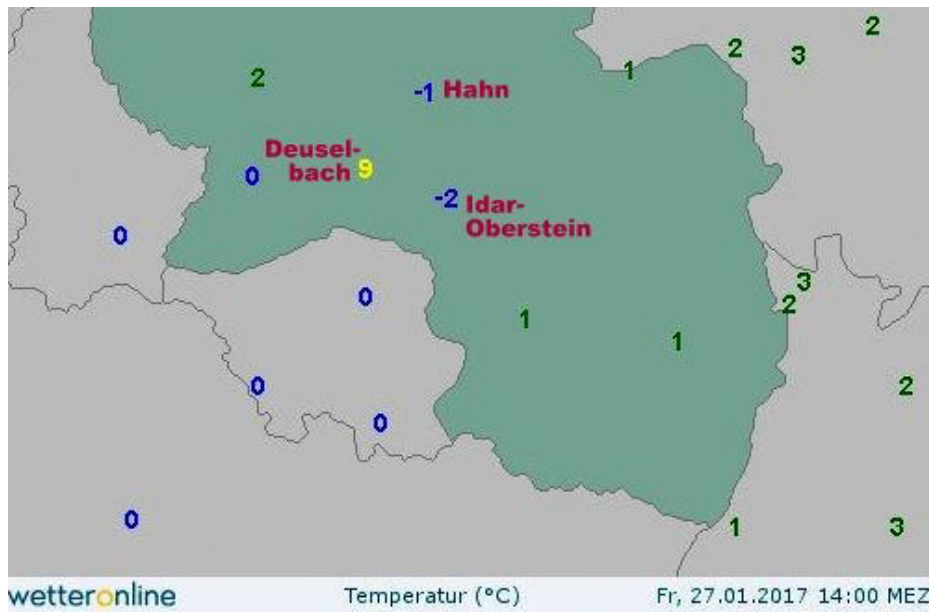 2
2
3
2
1
-1 Hahn
Deusel-
bach 9
0
-2 Idar-
Oberstein
0
0
3
2
1
1
0
2
0
0
1
3
wetteronline
Temperatur (°C)
Fr, 27.01.2017 14:00 MEZ